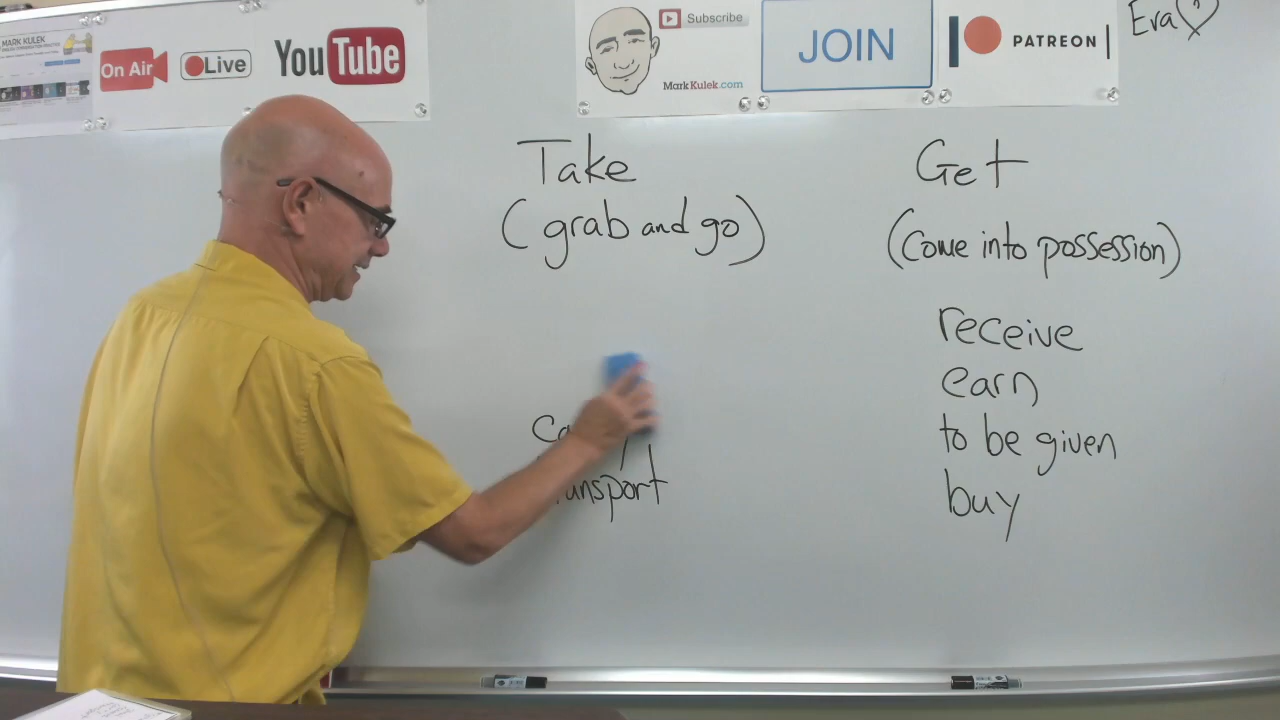 MARK KULEK
On Air
Live
YouTube
Subscribe
MarkKulek.com
JOIN
PATREON
Eva
Take
(grab and go)
transport
Get
(come into possession)
receive
earn
to be given
buy